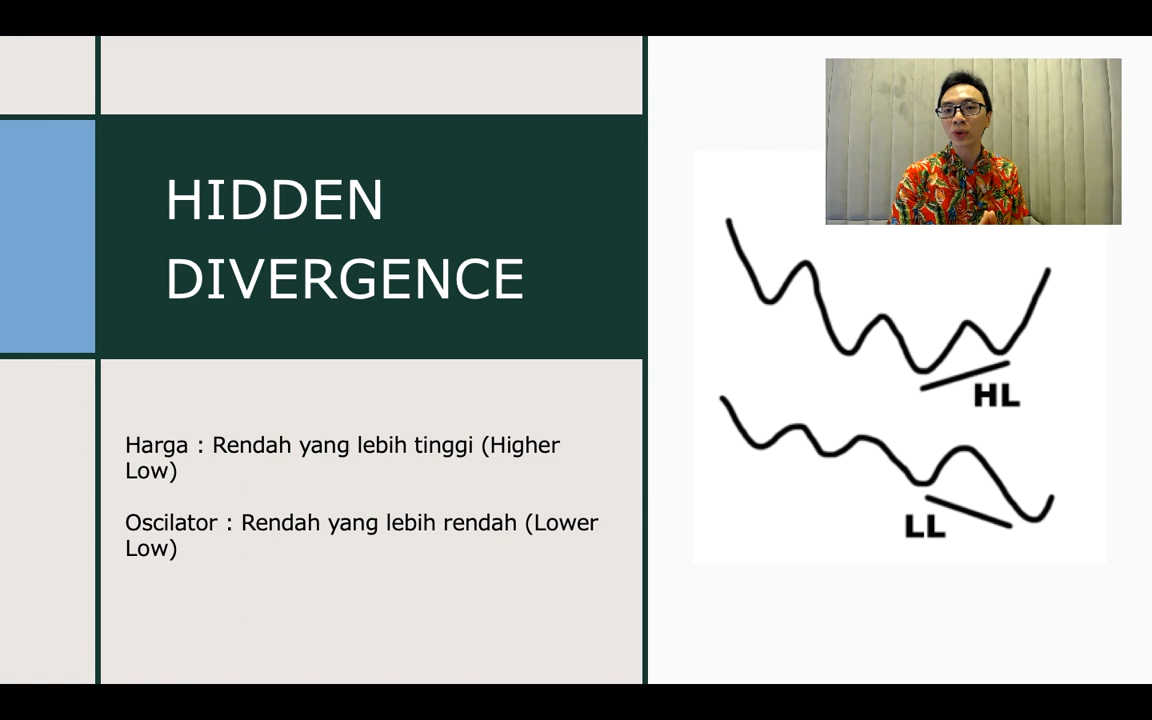 HIDDEN
DIVERGENCE
Harga : Rendah yang lebih tinggi (Higher
Low)
Oscilator : Rendah yang lebih rendah (Lower
Low)
HL
LL